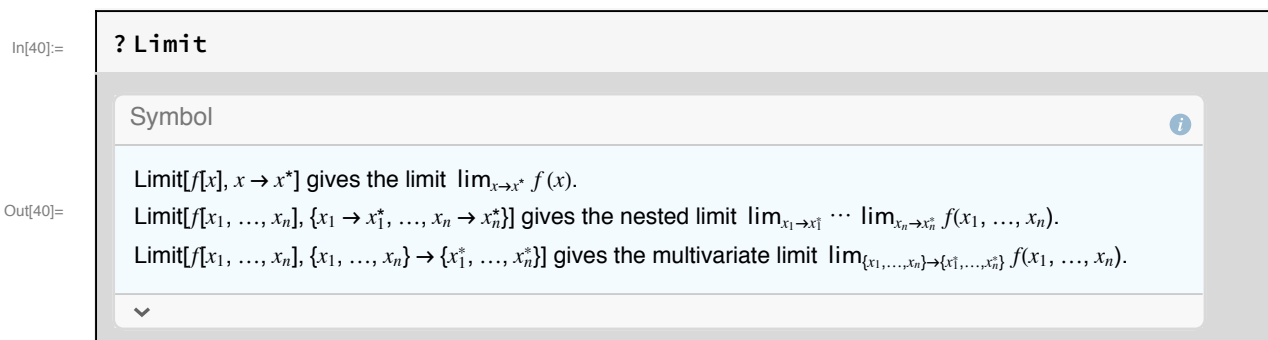 In[40]:= ? Limit
Symbol
Limit[f[x], x → x*] gives the limit lim_{x→x*} f(x).
Out[40]=
Limit[f[x₁, …, xₙ], {x₁ → x₁*, …, xₙ → xₙ*}] gives the nested limit lim_{x₁→x₁*} ⋯ lim_{xₙ→xₙ*} f(x₁, …, xₙ).
Limit[f[x₁, …, xₙ], {x₁, …, xₙ} → {x₁*, …, xₙ*}] gives the multivariate limit lim_{{x₁,…,xₙ}→{x₁*,…,xₙ*}} f(x₁, …, xₙ).